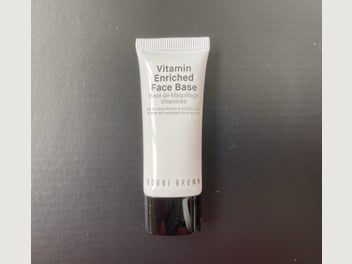 Vitamin
Enriched
Face Base
Base de Maquillage
Vitaminée
BOBBI BROWN